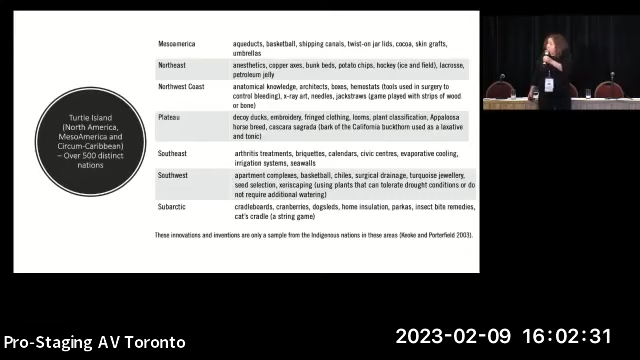 Turtle Island
(North America,
MesoAmerica and
Circum-Caribbean)
– Over 500 distinct
nations
Mesoamerica
aqueducts, basketball, shipping canals, twist-on jar lids, cocoa, skin grafts,
umbrellas
Northeast
anesthetics, copper axes, bunk beds, potato chips, hockey (ice and field), lacrosse,
petroleum jelly
Northwest Coast
anatomical knowledge, architects, boxes, hemostats (tools used in surgery to
control bleeding), x-ray art, needles, jackstraws (game played with strips of wood
or bone)
Plateau
decoy ducks, embroidery, fringed clothing, looms, plant classification, Appaloosa
horse breed, cascara sagrada (bark of the California buckthorn used as a laxative
and tonic)
Southeast
arthritis treatments, briquettes, calendars, civic centres, evaporative cooling,
irrigation systems, seawalls
Southwest
apartment complexes, basketball, chiles, surgical drainage, turquoise jewellery,
seed selection, xeriscaping (using plants that can tolerate drought conditions or do
not require additional watering)
Subarctic
cradleboards, cranberries, dogsleds, home insulation, parkas, insect bite remedies,
cat's cradle (a string game)
These innovations and inventions are only a sample from the Indigenous nations in these areas (Keoke and Porterfield 2003).
Pro-Staging AV Toronto
2023-02-09 16:02:31